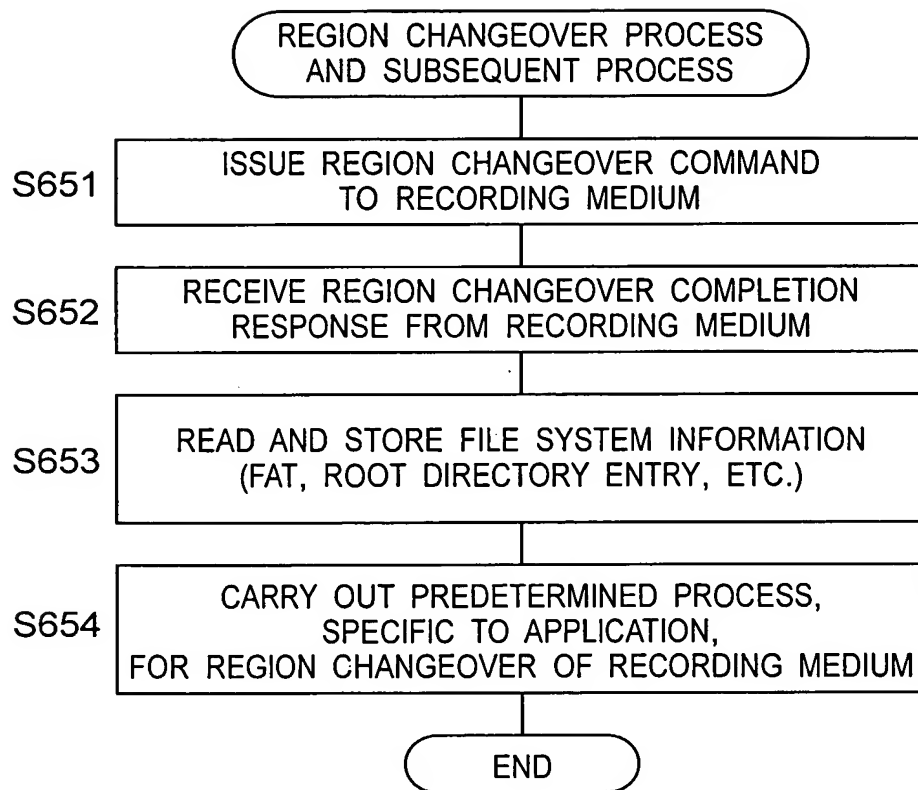 REGION CHANGEOVER PROCESS
AND SUBSEQUENT PROCESS
S651
ISSUE REGION CHANGEOVER COMMAND
TO RECORDING MEDIUM
S652
RECEIVE REGION CHANGEOVER COMPLETION
RESPONSE FROM RECORDING MEDIUM
S653
READ AND STORE FILE SYSTEM INFORMATION
(FAT, ROOT DIRECTORY ENTRY, ETC.)
S654
CARRY OUT PREDETERMINED PROCESS,
SPECIFIC TO APPLICATION,
FOR REGION CHANGEOVER OF RECORDING MEDIUM
END